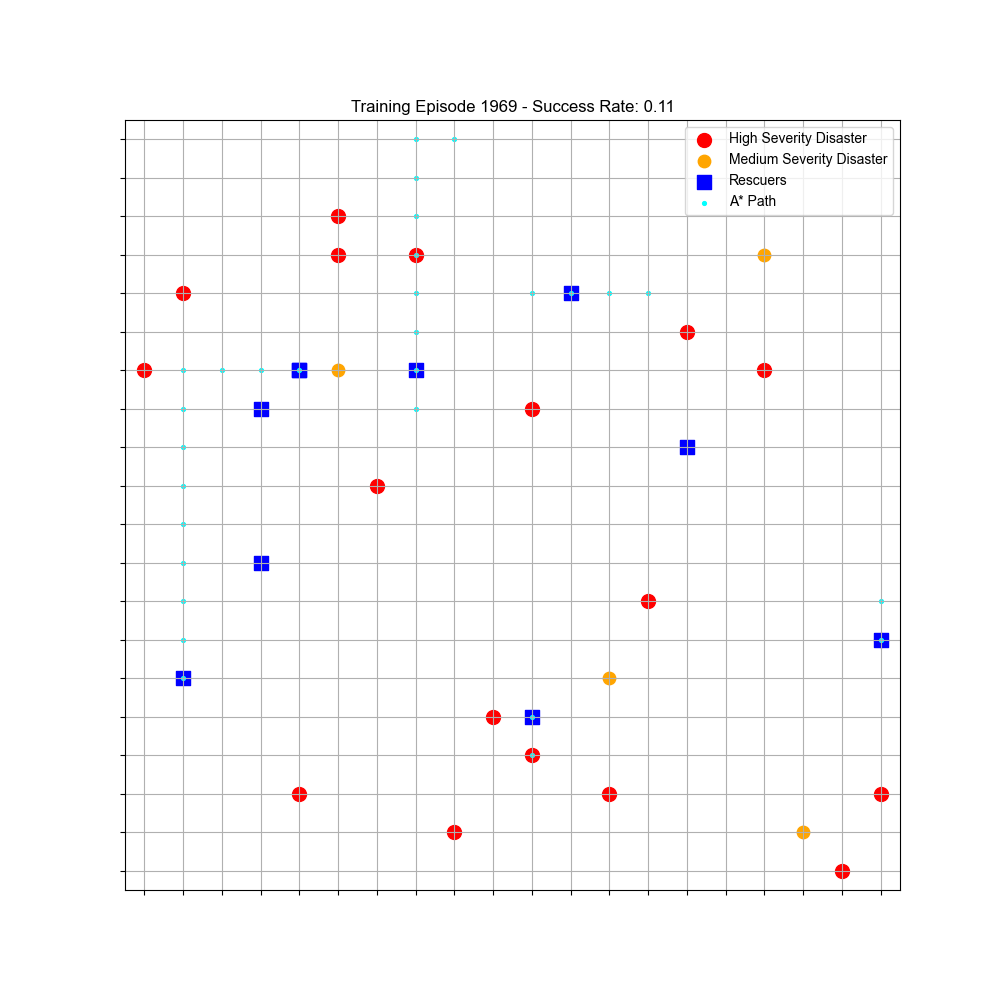 Training Episode 1969 - Success Rate: 0.11
High Severity Disaster
Medium Severity Disaster
Rescuers
A* Path